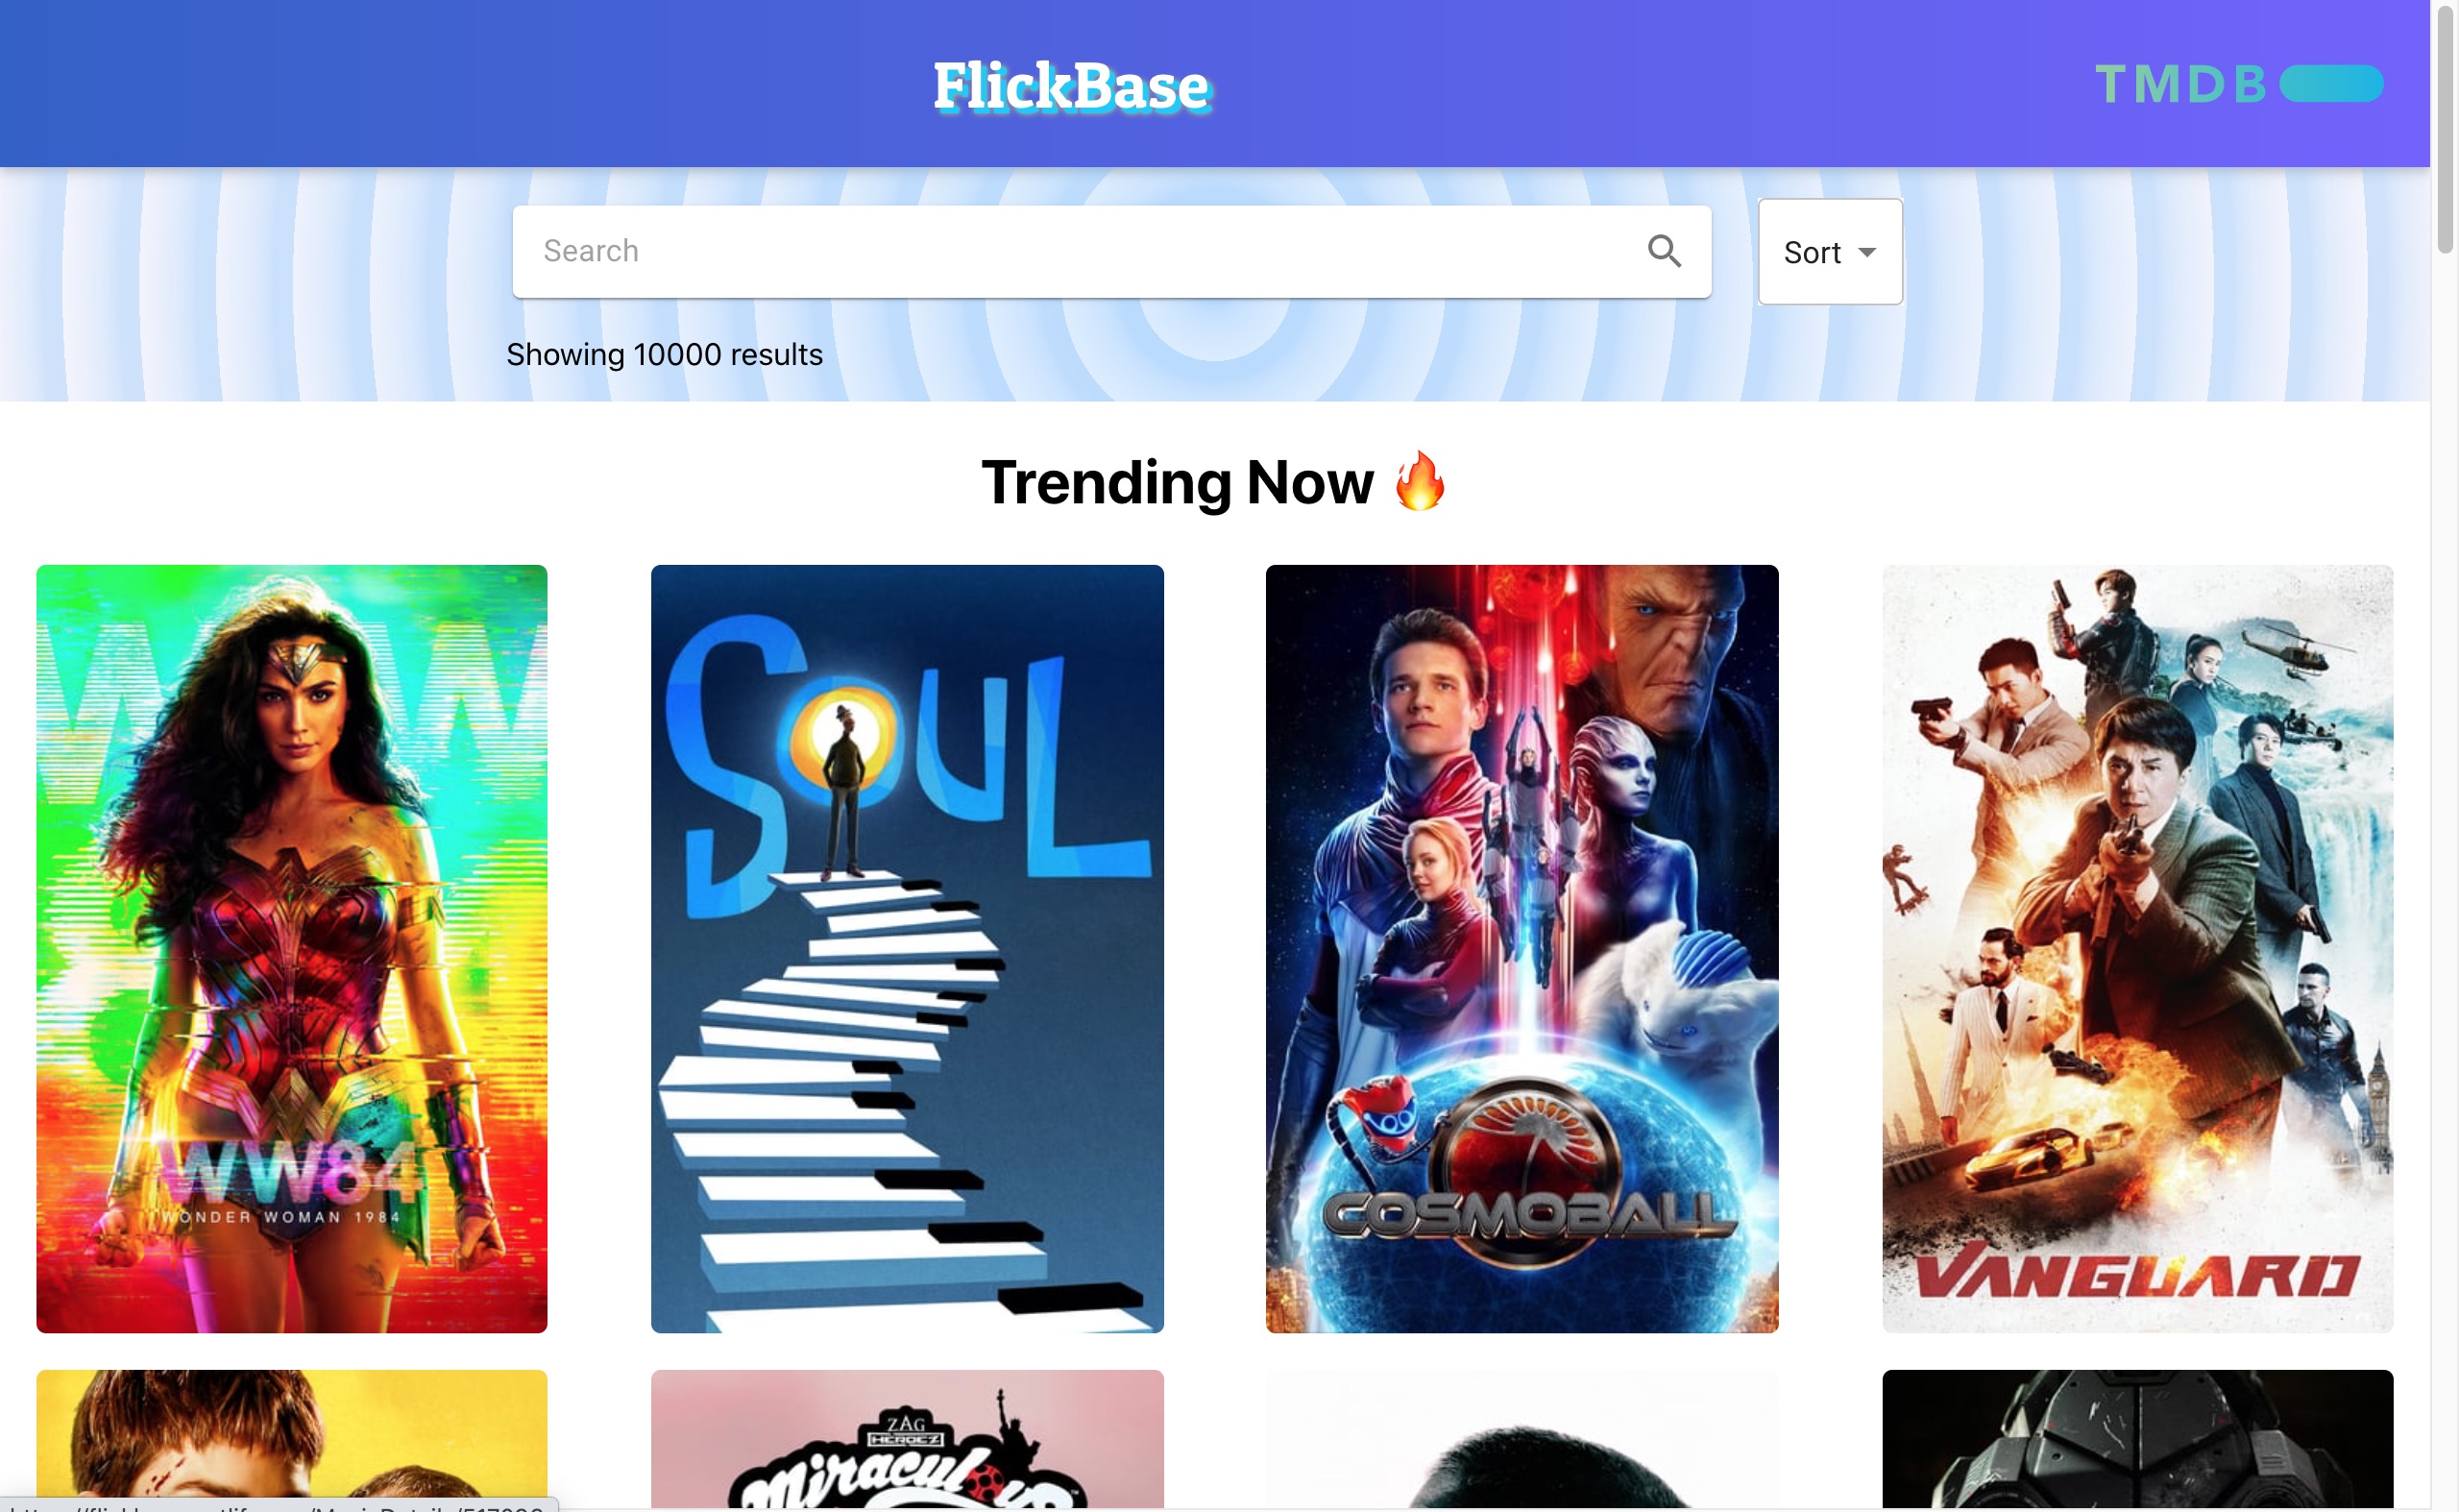 FlickBase
TMDB
Search
Sort
Showing 10000 results
Trending Now 🔥
WW84
WONDER WOMAN 1984
SOUL
COSMOBALL
VANGUARD
ZAG
HEROEZ
Miraculous